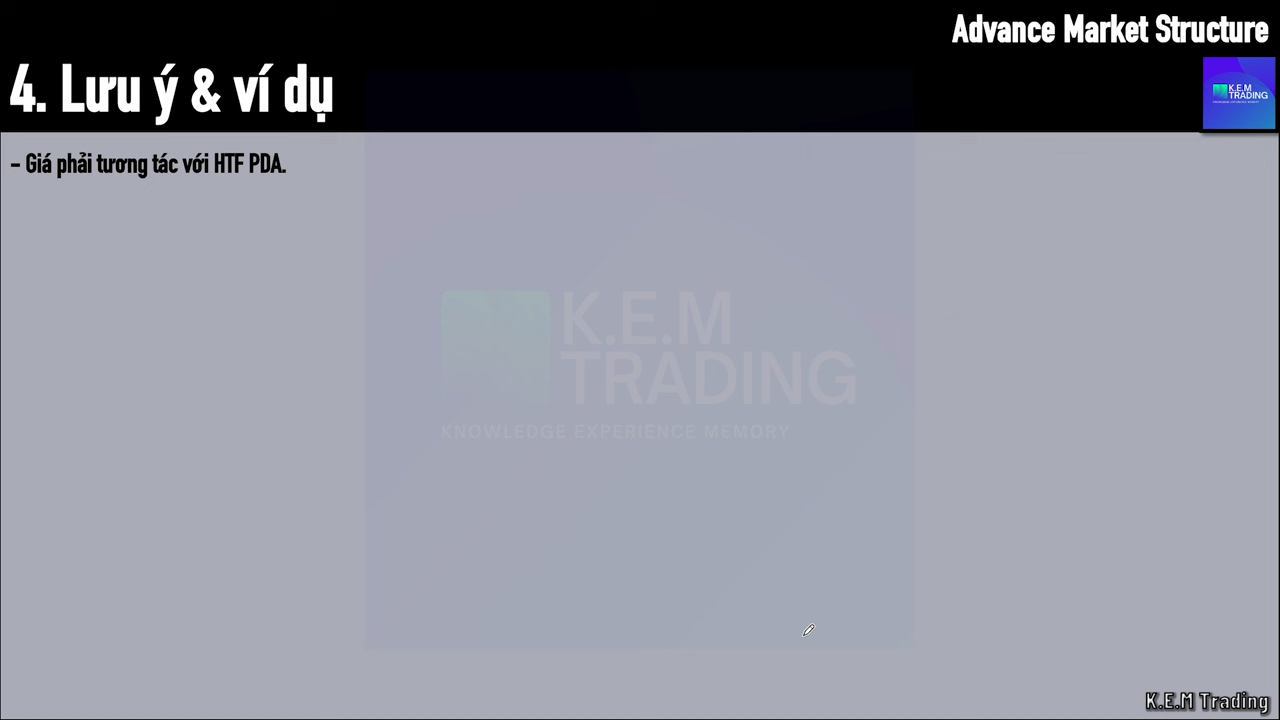 Advance Market Structure
4. Lưu ý & ví dụ
K.E.M
TRADING
- Giá phải tương tác với HTF PDA.
K.E.M
TRADING
KNOWLEDGE EXPERIENCE MEMORY
K.E.M Trading